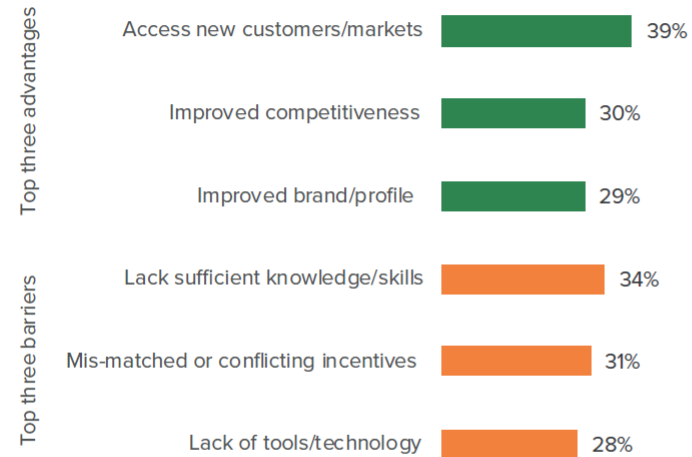 Top three advantages
Access new customers/markets 39%
Improved competitiveness 30%
Improved brand/profile 29%
Top three barriers
Lack sufficient knowledge/skills 34%
Mis-matched or conflicting incentives 31%
Lack of tools/technology 28%